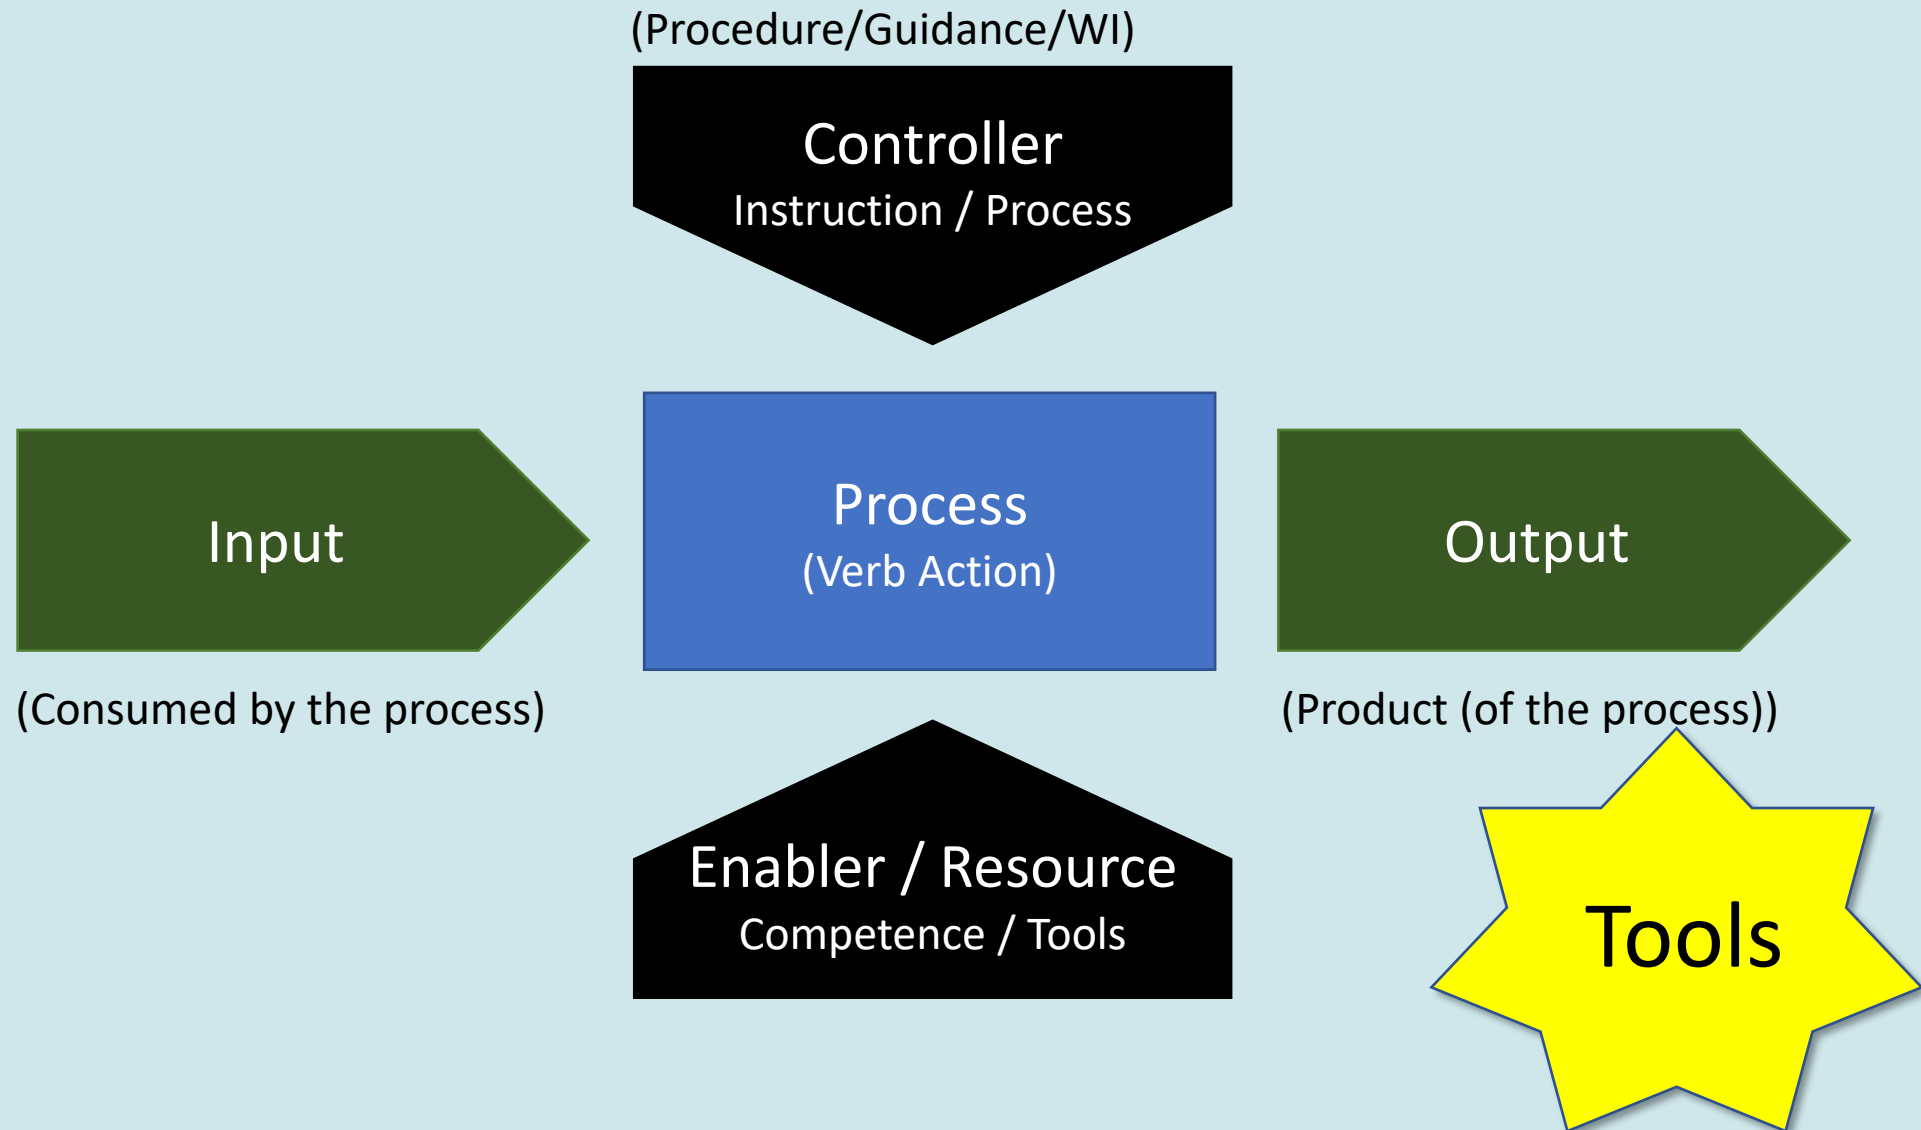 (Procedure/Guidance/WI)
Controller
Instruction / Process
Input
Process
(Verb Action)
Output
(Consumed by the process)
(Product (of the process))
Enabler / Resource
Competence / Tools
Tools